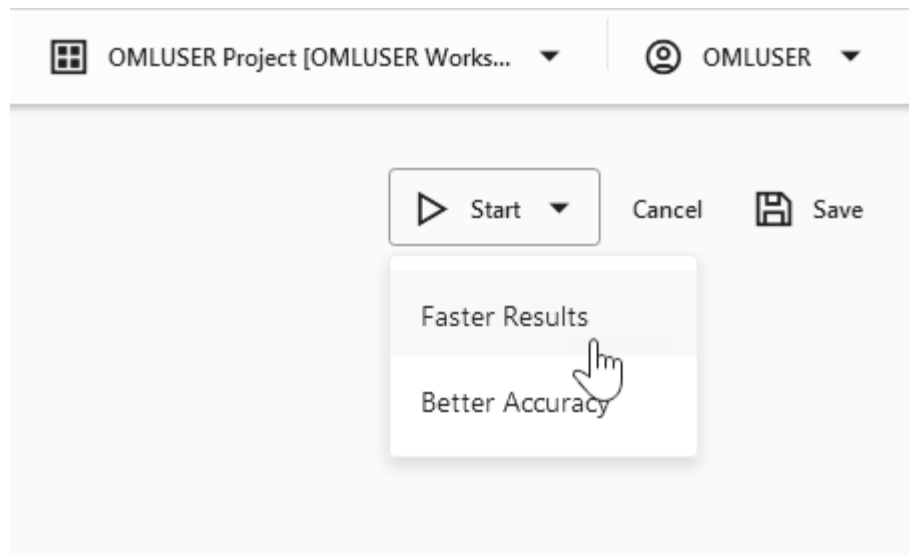 OMLUSER Project [OMLUSER Works... OMLUSER
Start Cancel Save
Faster Results
Better Accuracy